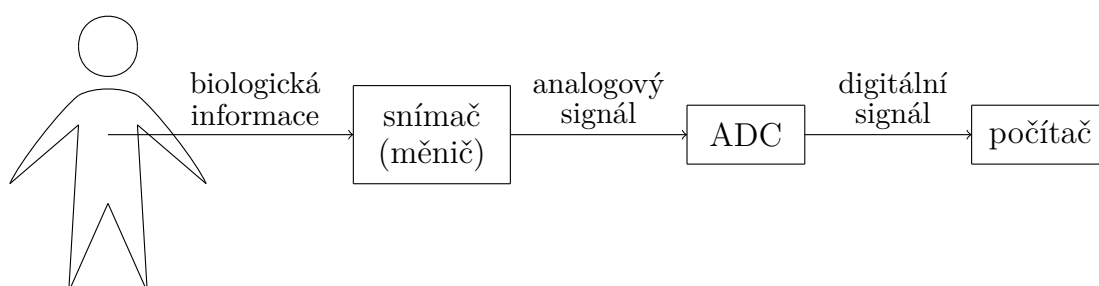 biologická
informace
snímač
(měnič)
analogový
signál
ADC
digitální
signál
počítač